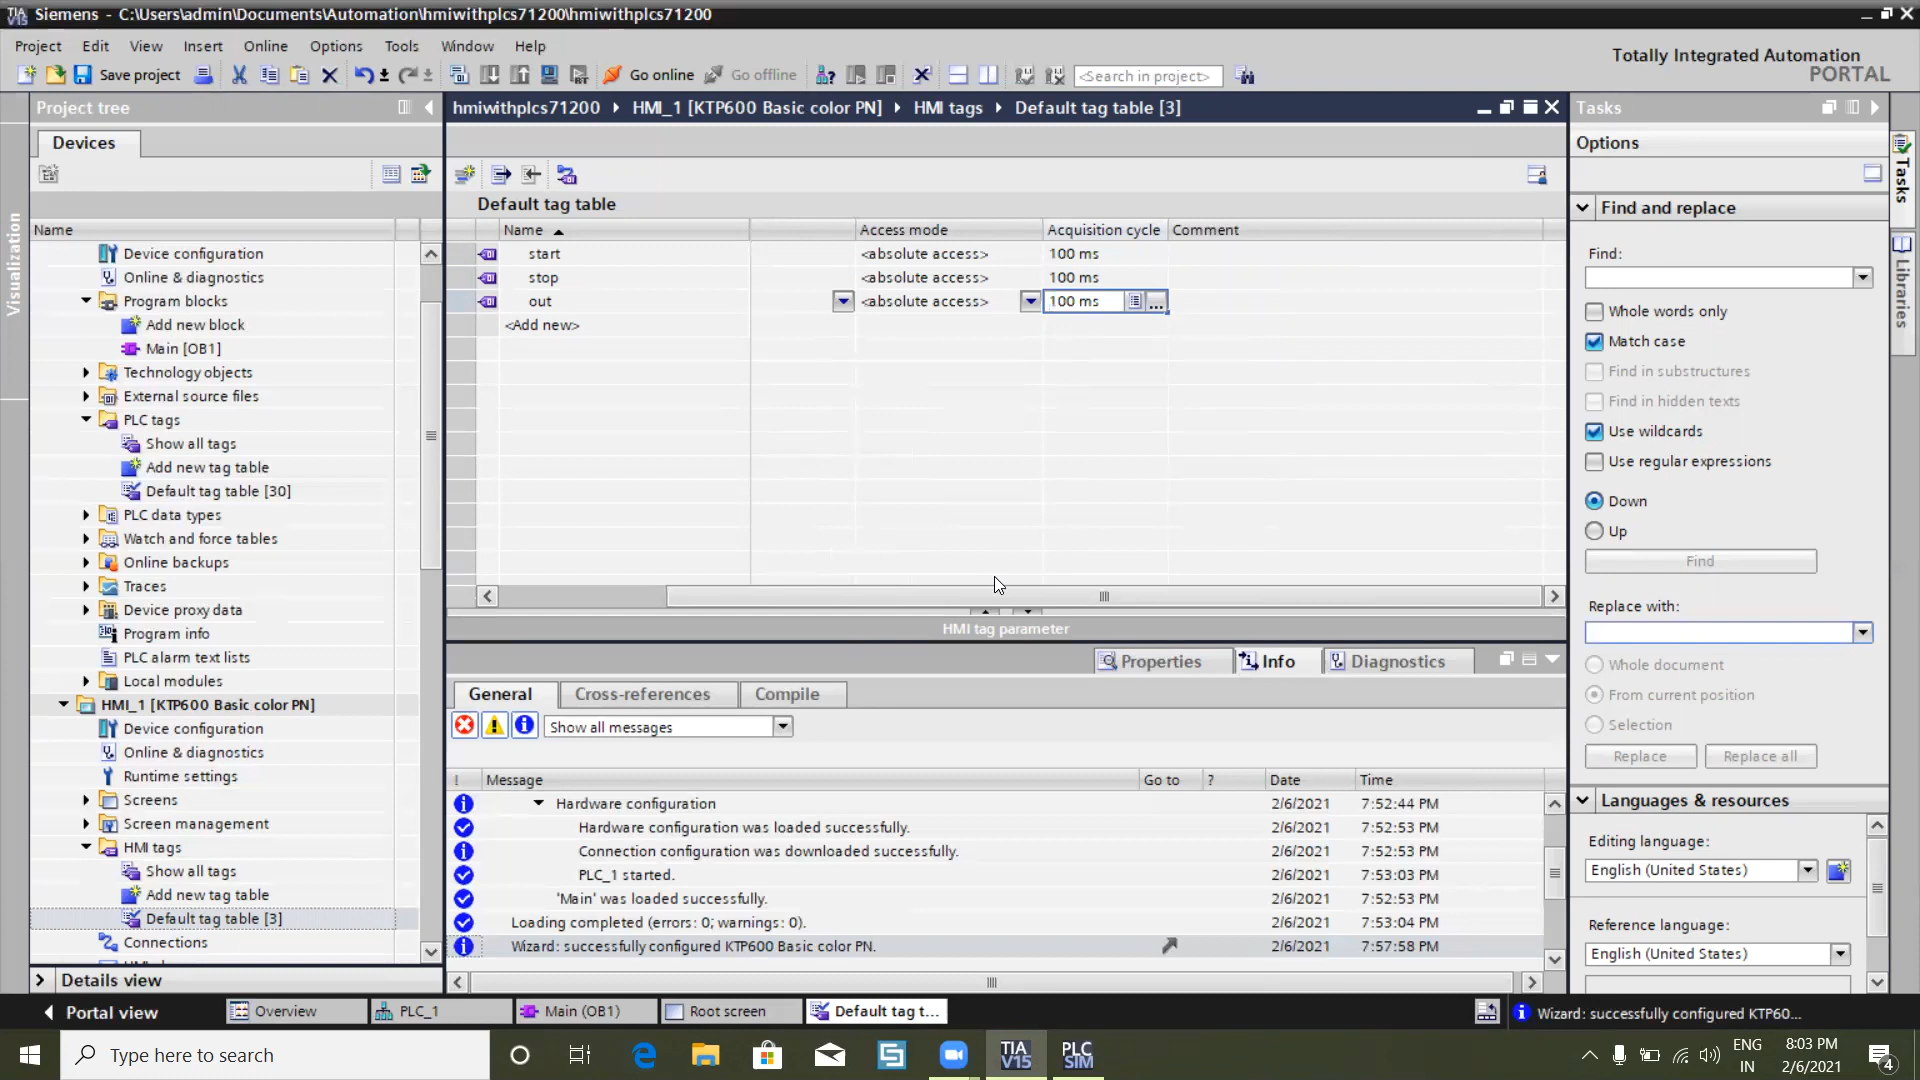 Siemens - C:\Users\admin\Documents\Automation\hmiwithplcs71200\hmiwithplcs71200
Project Edit View Insert Online Options Tools Window Help
Totally Integrated Automation
PORTAL
Save project Go online Go offline <Search in project>
Project tree
hmiwithplcs71200 HMI_1 [KTP600 Basic color PN] HMI tags Default tag table [3]
Tasks
Devices
Options
Visualization
Name
Device configuration
Online & diagnostics
Program blocks
Add new block
Main [OB1]
Technology objects
External source files
PLC tags
Show all tags
Add new tag table
Default tag table [30]
PLC data types
Watch and force tables
Online backups
Traces
Device proxy data
Program info
PLC alarm text lists
Local modules
HMI_1 [KTP600 Basic color PN]
Device configuration
Online & diagnostics
Runtime settings
Screens
Screen management
HMI tags
Show all tags
Add new tag table
Default tag table [3]
Connections
Details view
Default tag table
Name Access mode Acquisition cycle Comment
start <absolute access> 100 ms
stop <absolute access> 100 ms
out <absolute access> 100 ms
<Add new>
HMI tag parameter
Properties Info Diagnostics
General Cross-references Compile
Show all messages
! Message Go to ? Date Time
Hardware configuration 2/6/2021 7:52:44 PM
Hardware configuration was loaded successfully. 2/6/2021 7:52:53 PM
Connection configuration was downloaded successfully. 2/6/2021 7:52:53 PM
PLC_1 started. 2/6/2021 7:53:03 PM
'Main' was loaded successfully. 2/6/2021 7:52:53 PM
Loading completed (errors: 0; warnings: 0). 2/6/2021 7:53:04 PM
Wizard: successfully configured KTP600 Basic color PN. 2/6/2021 7:57:58 PM
Find and replace
Find:
Whole words only
Match case
Find in substructures
Find in hidden texts
Use wildcards
Use regular expressions
Down
Up
Find
Replace with:
Whole document
From current position
Selection
Replace Replace all
Languages & resources
Editing language:
English (United States)
Reference language:
English (United States)
Tasks
Libraries
Portal view Overview PLC_1 Main (OB1) Root screen Default tag t...
Wizard: successfully configured KTP60...
Type here to search
TIA
V15
PLC
SIM
ENG
IN
8:03 PM
2/6/2021
4